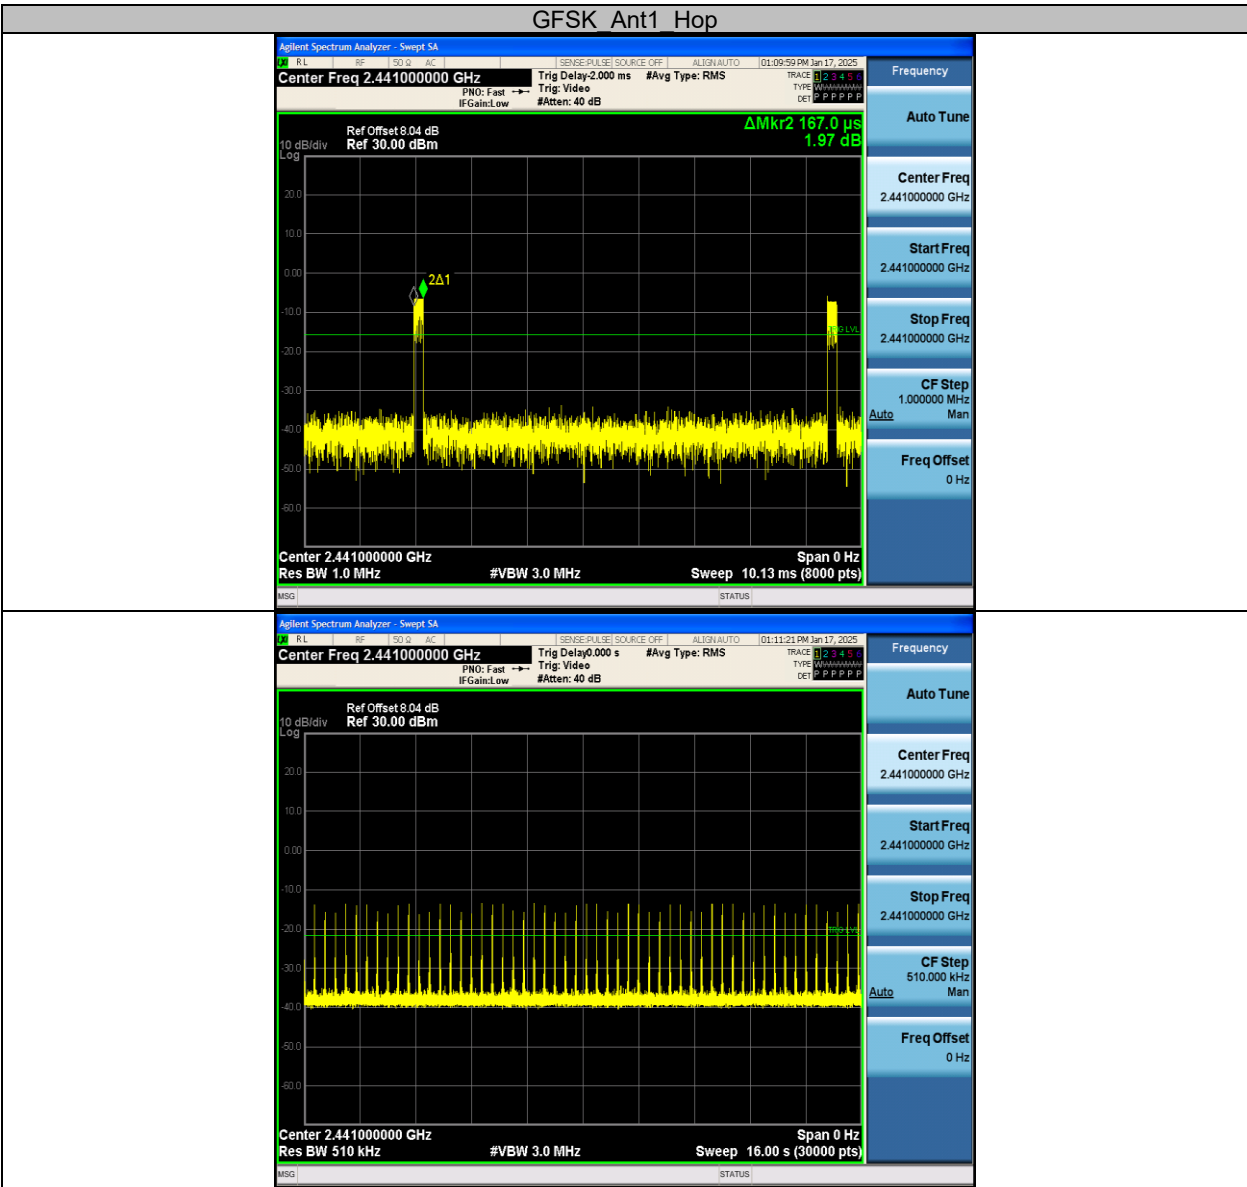 GFSK_Ant1_Hop
Agilent Spectrum Analyzer - Swept SA
LXI RL RF 50 Ω AC SENSE:PULSE SOURCE OFF ALIGNAUTO 01:09:59 PM Jan 17, 2025
Center Freq 2.441000000 GHz
PNO: Fast
IFGain:Low
Trig Delay-2.000 ms
Trig: Video
#Atten: 40 dB
#Avg Type: RMS
TRACE 1 2 3 4 5 6
TYPE W
DET P P P P P P
Frequency
Auto Tune
Center Freq
2.441000000 GHz
Start Freq
2.441000000 GHz
Stop Freq
2.441000000 GHz
CF Step
1.000000 MHz
Auto Man
Freq Offset
0 Hz
ΔMkr2 167.0 µs
1.97 dB
Ref Offset 8.04 dB
10 dB/div Ref 30.00 dBm
Log
20.0
10.0
0.00
-10.0
-20.0
-30.0
-40.0
-50.0
-60.0
2Δ1
TRIG LVL
Center 2.441000000 GHz Span 0 Hz
Res BW 1.0 MHz #VBW 3.0 MHz Sweep 10.13 ms (8000 pts)
MSG STATUS
Agilent Spectrum Analyzer - Swept SA
LXI RL RF 50 Ω AC SENSE:PULSE SOURCE OFF ALIGNAUTO 01:11:21 PM Jan 17, 2025
Center Freq 2.441000000 GHz
PNO: Fast
IFGain:Low
Trig Delay0.000 s
Trig: Video
#Atten: 40 dB
#Avg Type: RMS
TRACE 1 2 3 4 5 6
TYPE W
DET P P P P P P
Frequency
Auto Tune
Center Freq
2.441000000 GHz
Start Freq
2.441000000 GHz
Stop Freq
2.441000000 GHz
CF Step
510.000 kHz
Auto Man
Freq Offset
0 Hz
Ref Offset 8.04 dB
10 dB/div Ref 30.00 dBm
Log
20.0
10.0
0.00
-10.0
-20.0
-30.0
-40.0
-50.0
-60.0
TRIG LVL
Center 2.441000000 GHz Span 0 Hz
Res BW 510 kHz #VBW 3.0 MHz Sweep 16.00 s (30000 pts)
MSG STATUS